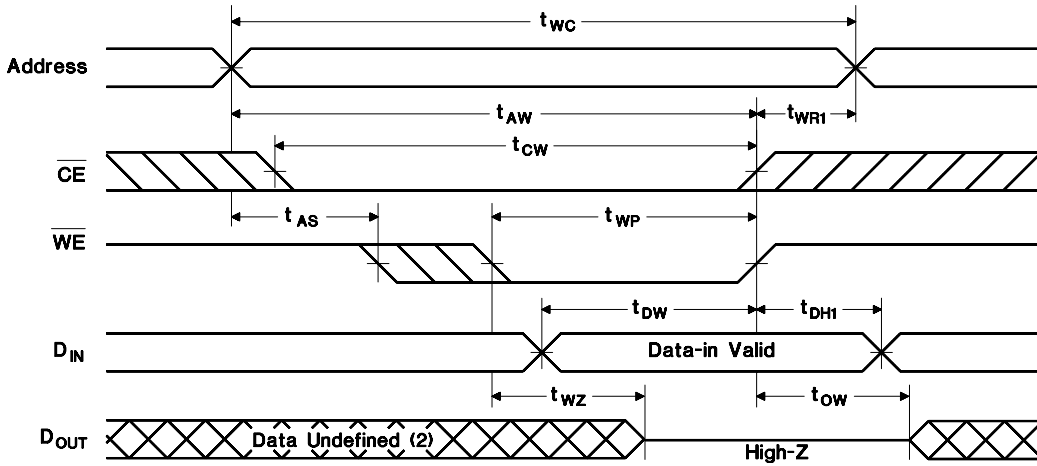 tWC
Address
tAW
tWR1
tCW
CE
tAS
tWP
WE
tDW
tDH1
DIN
Data-in Valid
tWZ
tOW
DOUT
Data Undefined (2)
High-Z